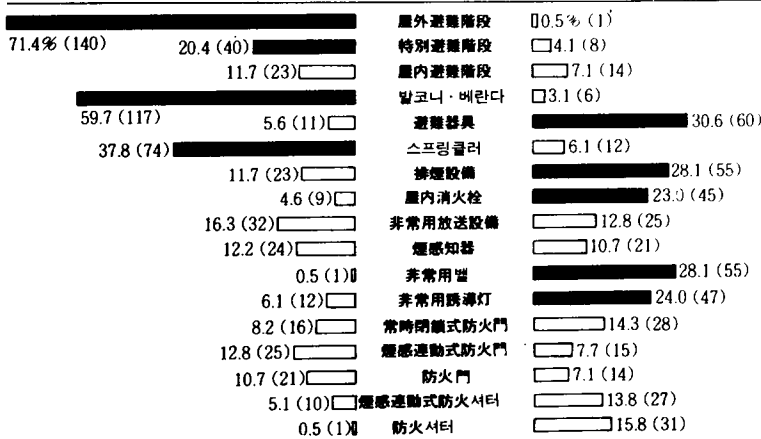 屋外避難階段 0.5% (1)
71.4% (140) 20.4 (40) 特別避難階段 4.1 (8)
11.7 (23) 屋内避難階段 7.1 (14)
발코니·베란다 3.1 (6)
59.7 (117) 5.6 (11) 避難器具 30.6 (60)
37.8 (74) 스프링클러 6.1 (12)
11.7 (23) 排煙設備 28.1 (55)
4.6 (9) 屋内消火栓 23.0 (45)
16.3 (32) 非常用放送設備 12.8 (25)
12.2 (24) 煙感知器 10.7 (21)
0.5 (1) 非常用벨 28.1 (55)
6.1 (12) 非常用誘導灯 24.0 (47)
8.2 (16) 常時閉鎖式防火門 14.3 (28)
12.8 (25) 煙感連動式防火門 7.7 (15)
10.7 (21) 防火門 7.1 (14)
5.1 (10) 煙感連動式防火셔터 13.8 (27)
0.5 (1) 防火셔터 15.8 (31)